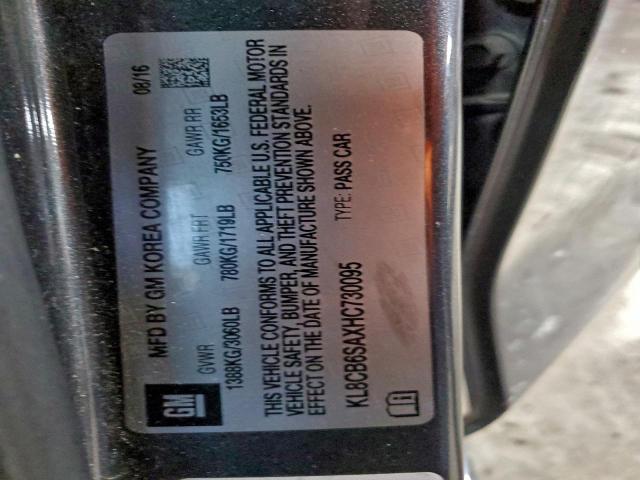 GM
MFD BY GM KOREA COMPANY 08/16
GVWR GAWR FRT GAWR RR
1388KG/3060LB 780KG/1719LB 750KG/1653LB
THIS VEHICLE CONFORMS TO ALL APPLICABLE U.S. FEDERAL MOTOR
VEHICLE SAFETY, BUMPER, AND THEFT PREVENTION STANDARDS IN
EFFECT ON THE DATE OF MANUFACTURE SHOWN ABOVE.
TYPE: PASS CAR
KL8CB6SAXHC730095